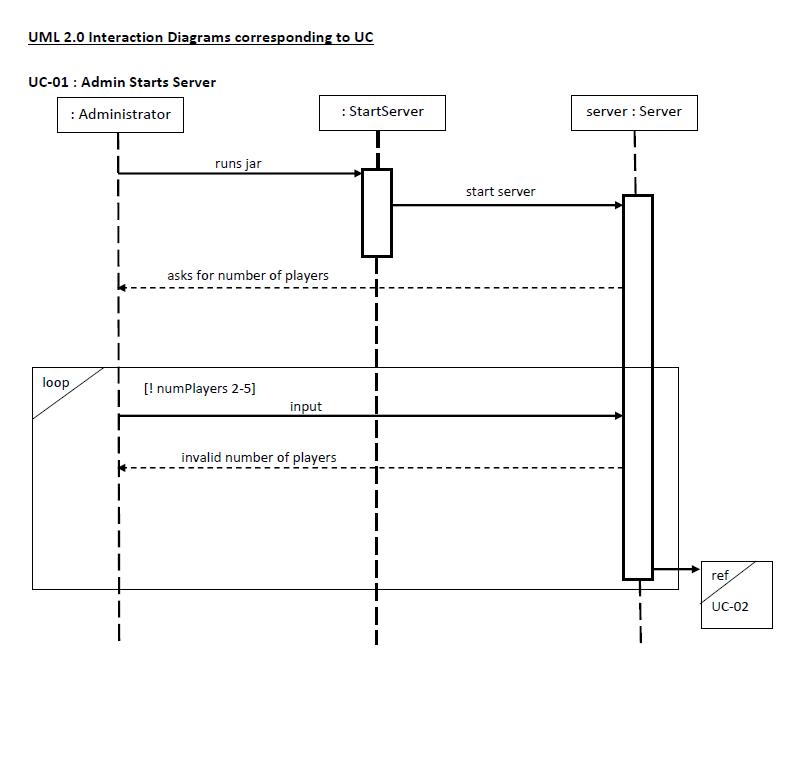 UML 2.0 Interaction Diagrams corresponding to UC
UC-01 : Admin Starts Server
: Administrator
: StartServer
server : Server
runs jar
start server
asks for number of players
loop
[! numPlayers 2-5]
input
invalid number of players
ref
UC-02